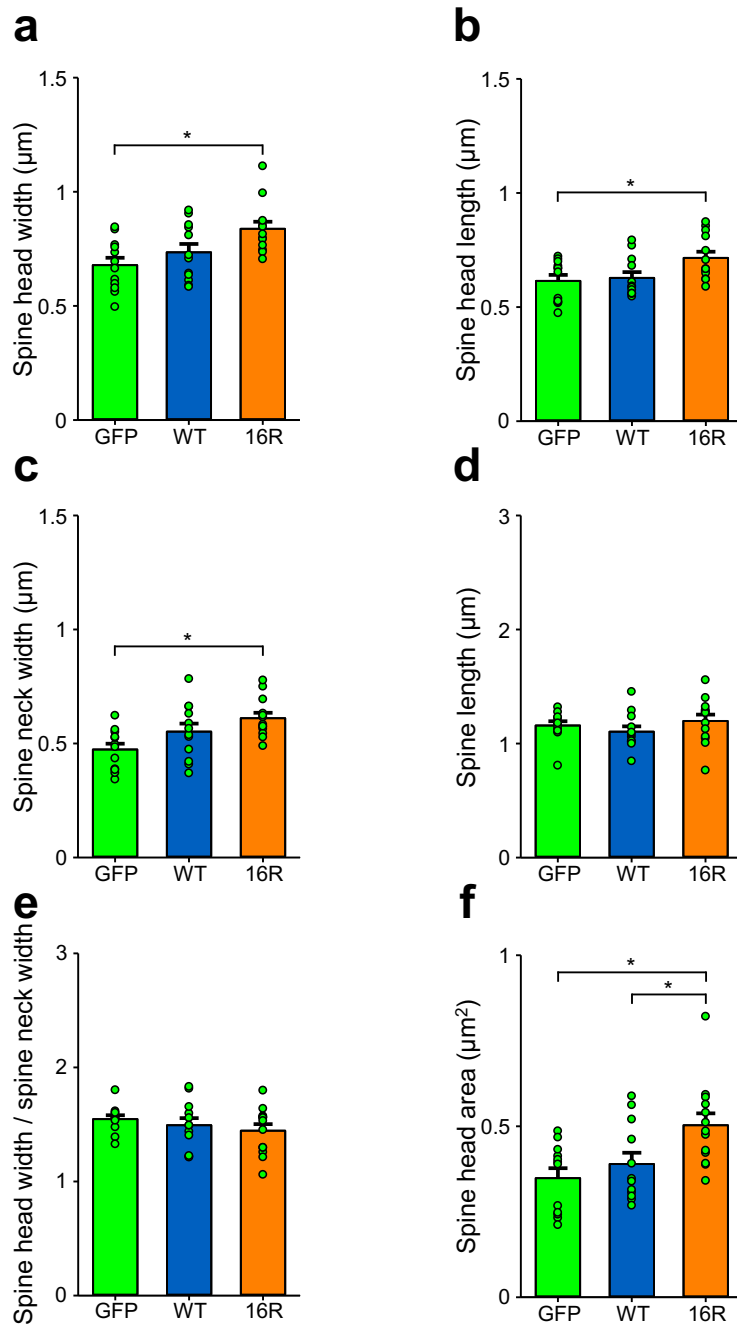 a
Spine head width (μm)
1.5
1
0.5
0
*
GFP WT 16R
b
Spine head length (μm)
1.5
1
0.5
0
*
GFP WT 16R
c
Spine neck width (μm)
1.5
1
0.5
0
*
GFP WT 16R
d
Spine length (μm)
3
2
1
0
GFP WT 16R
e
Spine head width / spine neck width
3
2
1
0
GFP WT 16R
f
Spine head area (μm²)
1
0.5
0
*
*
GFP WT 16R